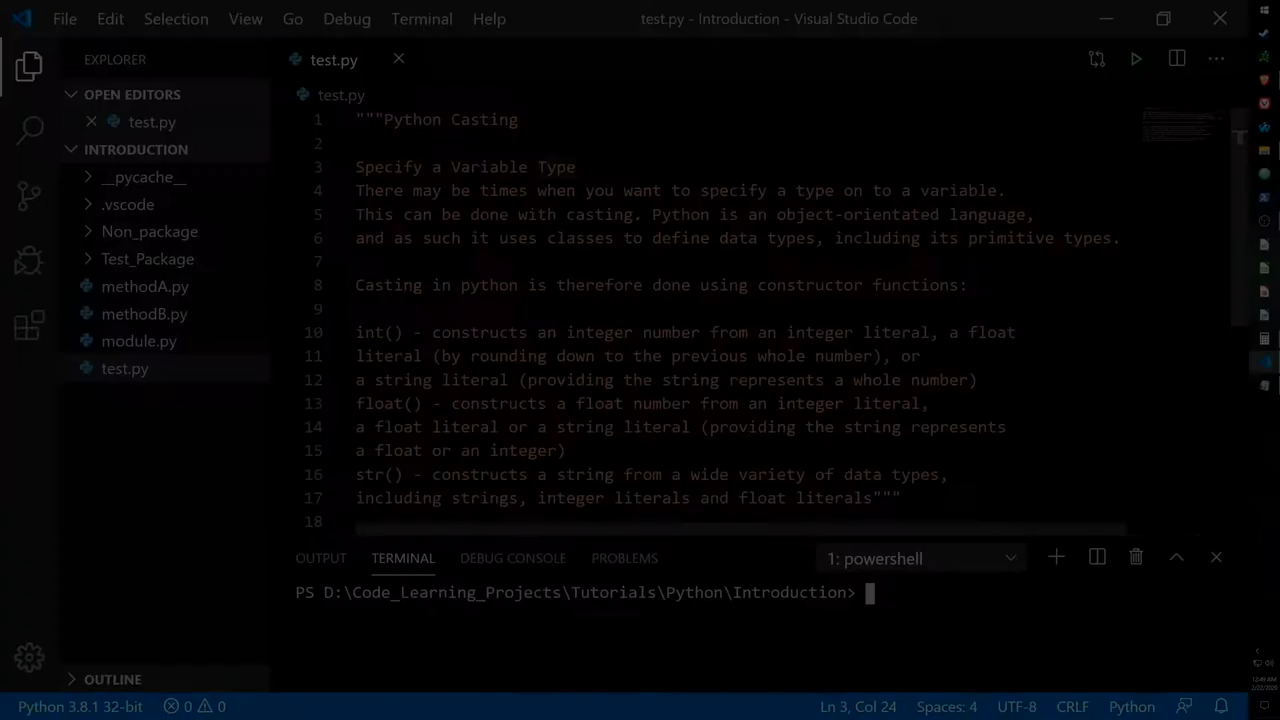 File Edit Selection View Go Debug Terminal Help test.py - Introduction - Visual Studio Code
EXPLORER
OPEN EDITORS
test.py
INTRODUCTION
__pycache__
.vscode
Non_package
Test_Package
methodA.py
methodB.py
module.py
test.py
OUTLINE
test.py
test.py
1 """Python Casting
2
3 Specify a Variable Type
4 There may be times when you want to specify a type on to a variable.
5 This can be done with casting. Python is an object-orientated language,
6 and as such it uses classes to define data types, including its primitive types.
7
8 Casting in python is therefore done using constructor functions:
9
10 int() - constructs an integer number from an integer literal, a float
11 literal (by rounding down to the previous whole number), or
12 a string literal (providing the string represents a whole number)
13 float() - constructs a float number from an integer literal,
14 a float literal or a string literal (providing the string represents
15 a float or an integer)
16 str() - constructs a string from a wide variety of data types,
17 including strings, integer literals and float literals"""
18
OUTPUT TERMINAL DEBUG CONSOLE PROBLEMS 1: powershell
PS D:\Code_Learning_Projects\Tutorials\Python\Introduction>
Python 3.8.1 32-bit 0 0 Ln 3, Col 24 Spaces: 4 UTF-8 CRLF Python
12:49 AM
2/22/2020